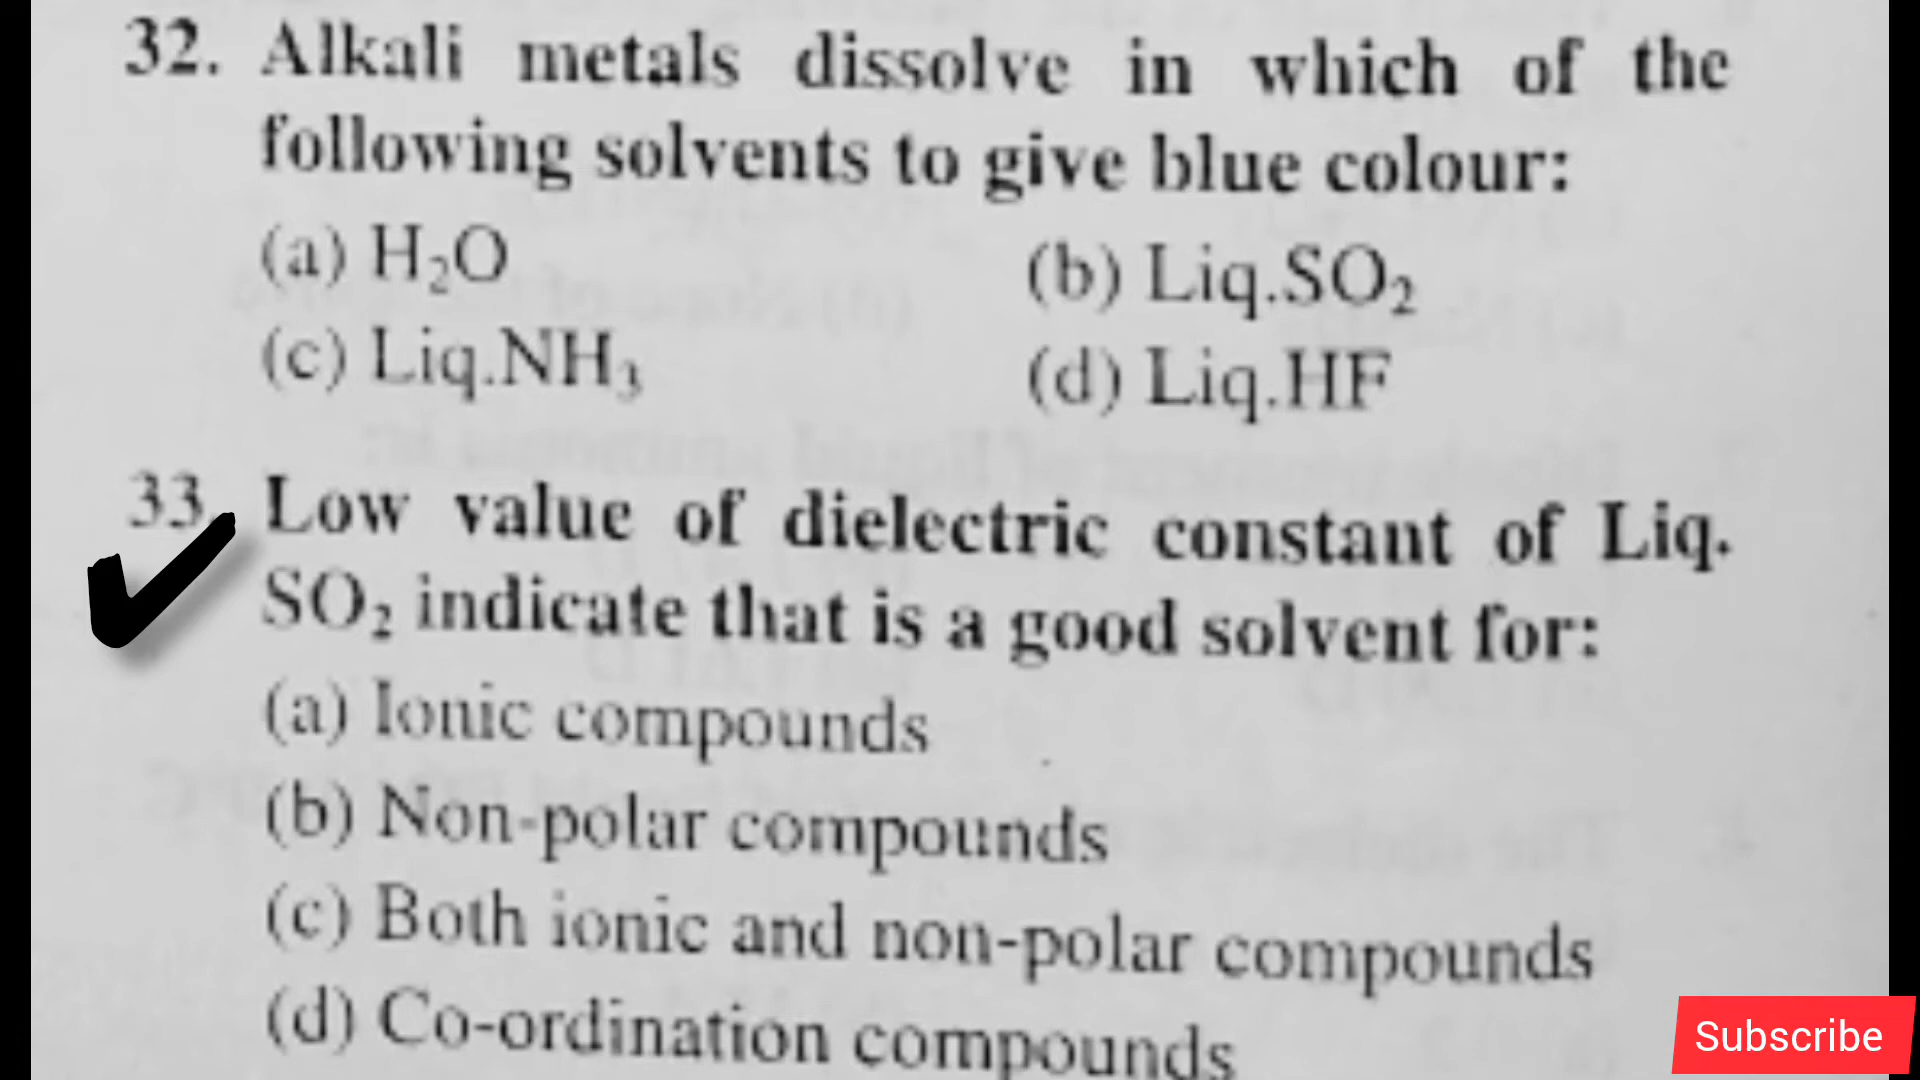 32. Alkali metals dissolve in which of the
following solvents to give blue colour:
(a) H₂O (b) Liq.SO₂
(c) Liq.NH₃ (d) Liq.HF
33. Low value of dielectric constant of Liq.
SO₂ indicate that is a good solvent for:
(a) Ionic compounds
(b) Non-polar compounds
(c) Both ionic and non-polar compounds
(d) Co-ordination compounds
Subscribe